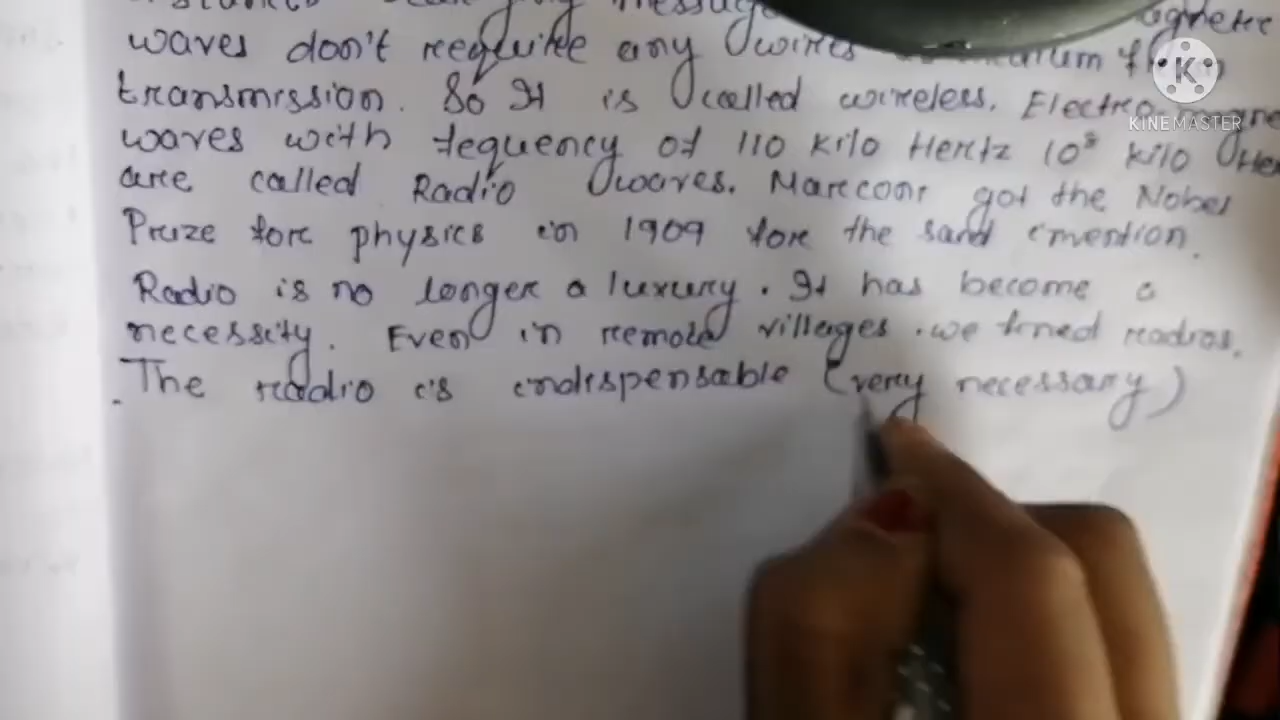 waves don't require any wires
transmission. So It is called wireless. Electro
waves with fequency of 110 Kilo Hertz 10⁸ kilo
are called Radio waves. Marconi got the Nobel
Prize for physics in 1909 for the said invention.
Radio is no longer a luxury. It has become a
necessity. Even in remote villages we fined radios.
The radio is indispensable (very necessary)
K
KINEMASTER